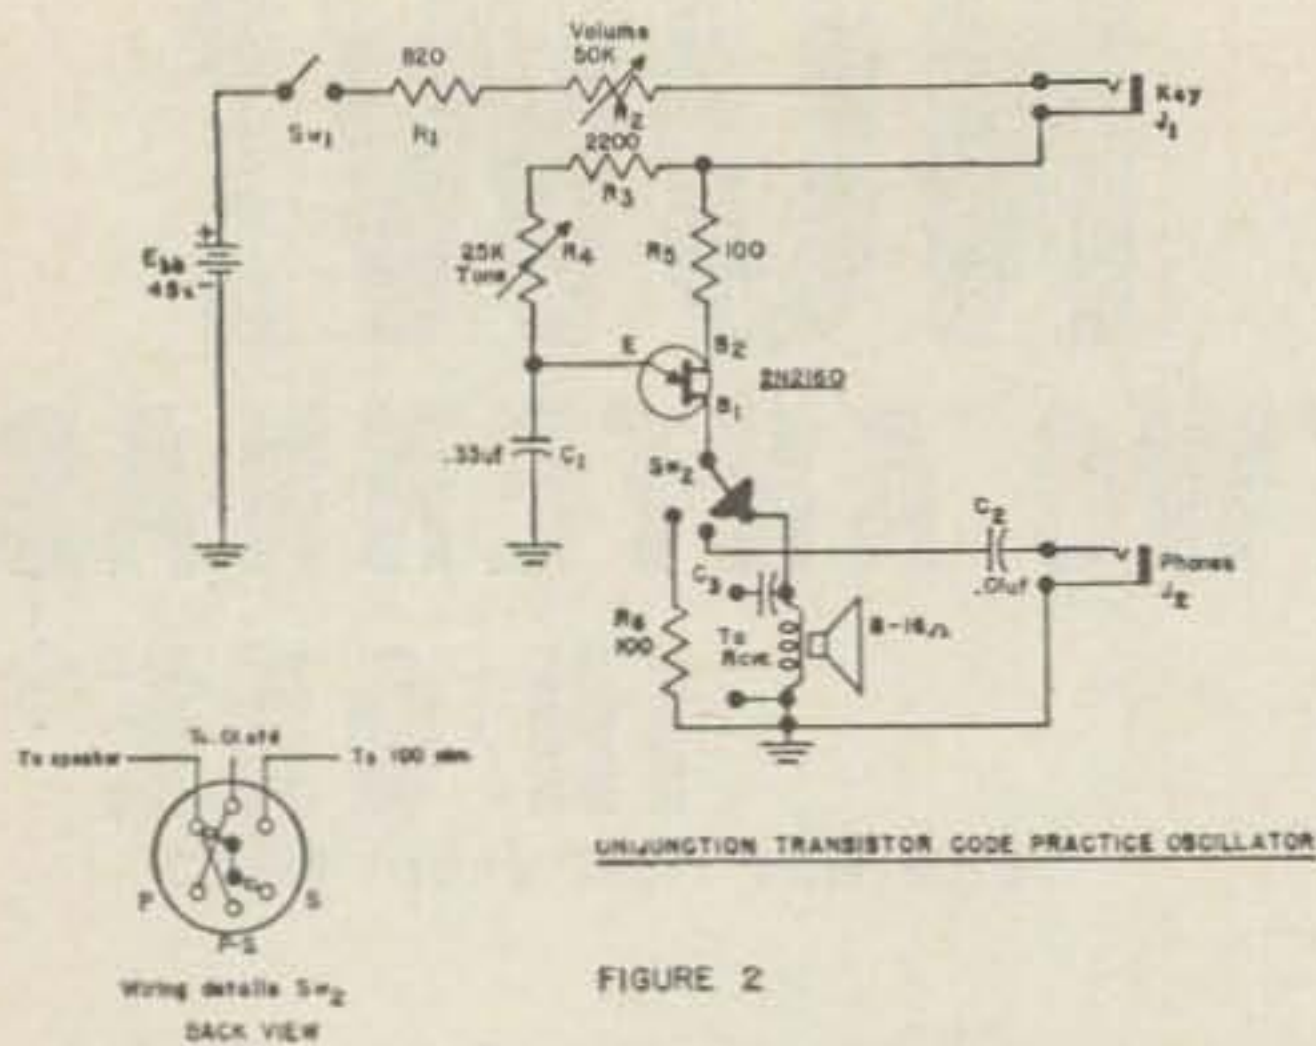 Volume
820
50K
Sw1
R1
R2
Key
J1
2200
R3
25K
Tone
R4
R5
100
Ebb
45v
+
-
E
B2
2N2160
B1
.33uf
C1
Sw2
C2
.01uf
Phones
J2
C3
R6
100
To
Rcvr
8-16Ω
To speaker
To 100 ohm
P
S
P-S
Wiring details Sw2
BACK VIEW
UNIJUNCTION TRANSISTOR CODE PRACTICE OSCILLATOR
FIGURE 2